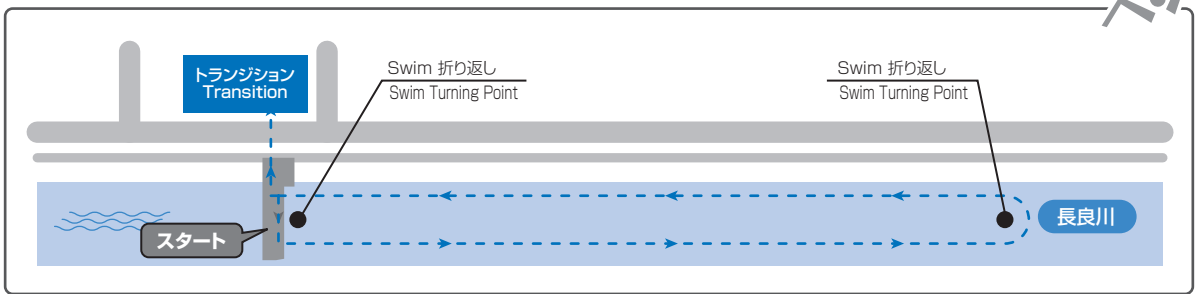 トランジション
Transition
Swim 折り返し
Swim Turning Point
Swim 折り返し
Swim Turning Point
スタート
長良川